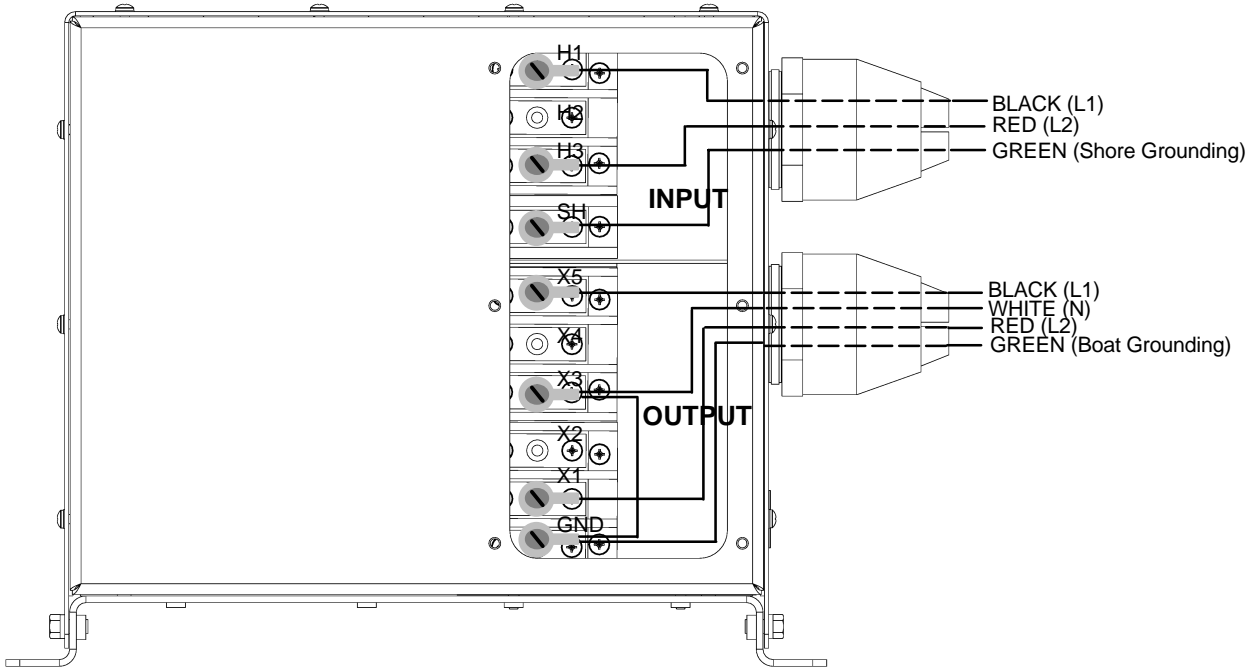 H1
H2
H3
SH
INPUT
BLACK (L1)
RED (L2)
GREEN (Shore Grounding)
X5
X4
X3
OUTPUT
X2
X1
GND
BLACK (L1)
WHITE (N)
RED (L2)
GREEN (Boat Grounding)